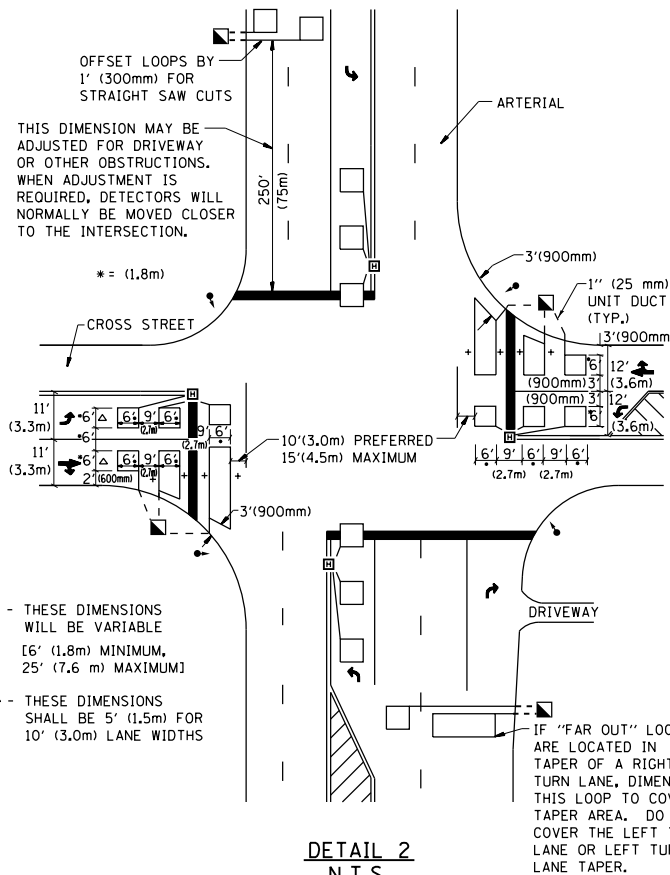 OFFSET LOOPS BY
1' (300mm) FOR
STRAIGHT SAW CUTS
THIS DIMENSION MAY BE
ADJUSTED FOR DRIVEWAY
OR OTHER OBSTRUCTIONS.
WHEN ADJUSTMENT IS
REQUIRED, DETECTORS WILL
NORMALLY BE MOVED CLOSER
TO THE INTERSECTION.
250'
(75m)
* = (1.8m)
ARTERIAL
3'(900mm)
1" (25 mm)
UNIT DUCT
(TYP.)
CROSS STREET
H
H
3'(900mm)
6'
12'
(3.6m)
(900mm) 3'
(900mm) 3'
12'
6'
(3.6m)
11'
(3.3m)
*6'
6' 9' 6'
(2.7m)
*6'
9' 6'
(2.7m)
11'
(3.3m)
*6'
6' 9' 6'
(2.7m)
2' (600mm)
10'(3.0m) PREFERRED
15'(4.5m) MAXIMUM
H
6' 9' 6' 9' 6'
(2.7m) (2.7m)
3'(900mm)
H
- THESE DIMENSIONS
WILL BE VARIABLE
[6' (1.8m) MINIMUM,
25' (7.6 m) MAXIMUM]
DRIVEWAY
- THESE DIMENSIONS
SHALL BE 5' (1.5m) FOR
10' (3.0m) LANE WIDTHS
IF "FAR OUT" LOO
ARE LOCATED IN
TAPER OF A RIGHT
TURN LANE, DIMEN
THIS LOOP TO COV
TAPER AREA. DO
COVER THE LEFT T
LANE OR LEFT TU
LANE TAPER.
DETAIL 2
N.T.S.